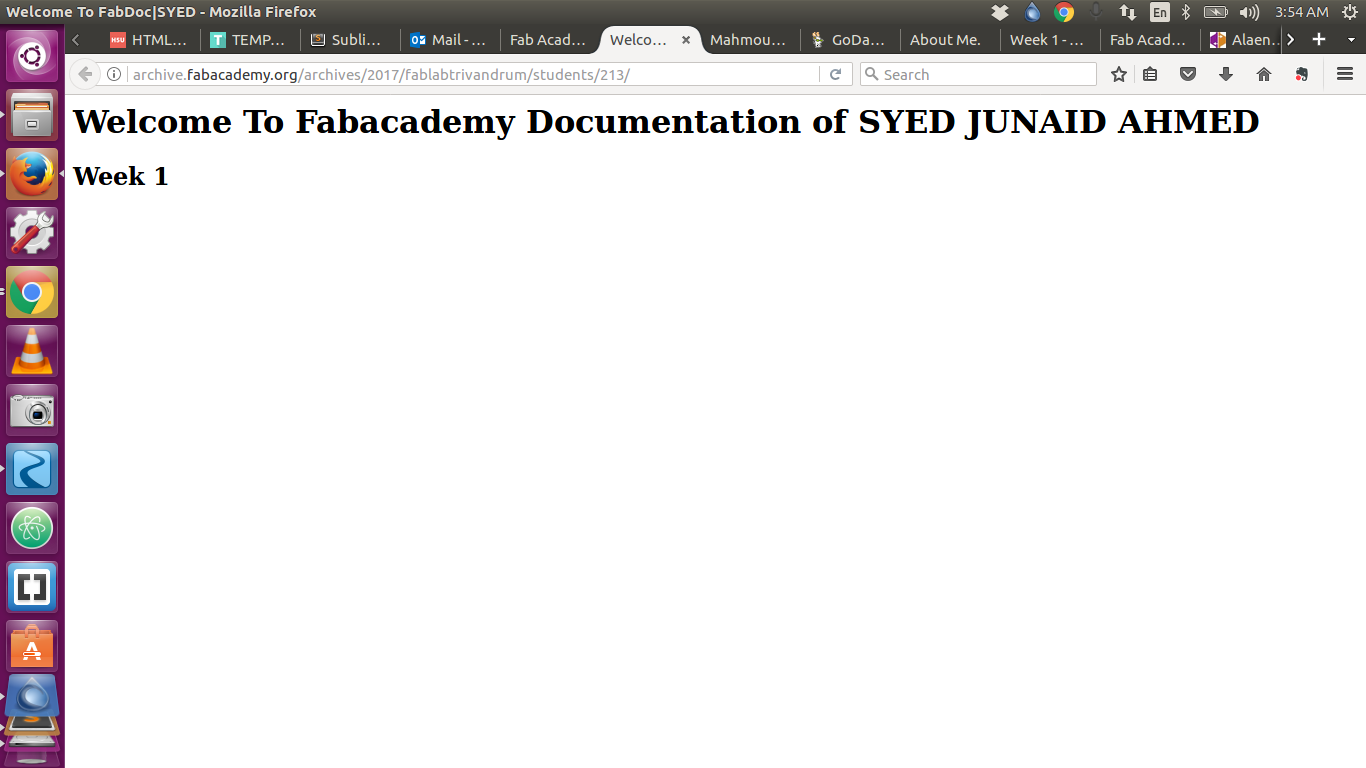 Welcome To FabDoc|SYED - Mozilla Firefox
En
3:54 AM
HSU HTML...
T TEMP...
Subli...
Mail - ...
Fab Acad...
Welco...
Mahmou...
GoDa...
About Me.
Week 1 - ...
Fab Acad...
Alaen...
archive.fabacademy.org/archives/2017/fablabtrivandrum/students/213/
Search
Welcome To Fabacademy Documentation of SYED JUNAID AHMED
Week 1